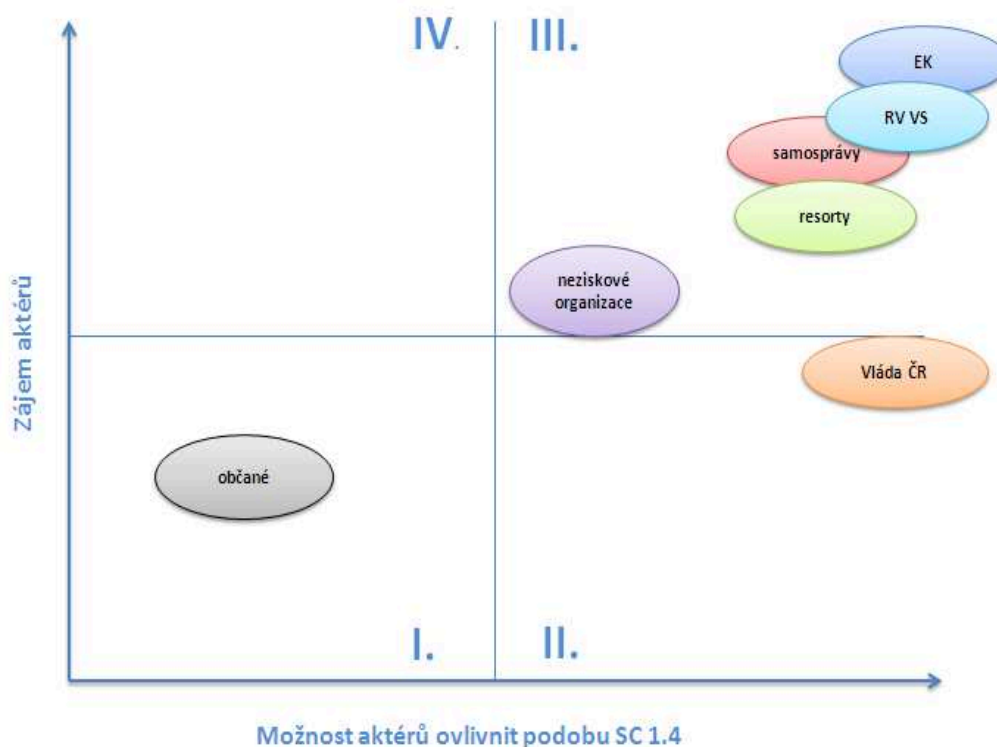 IV.
III.
EK
RV VS
samosprávy
resorty
neziskové
organizace
Zájem aktérů
Vláda ČR
občané
I.
II.
Možnost aktérů ovlivnit podobu SC 1.4